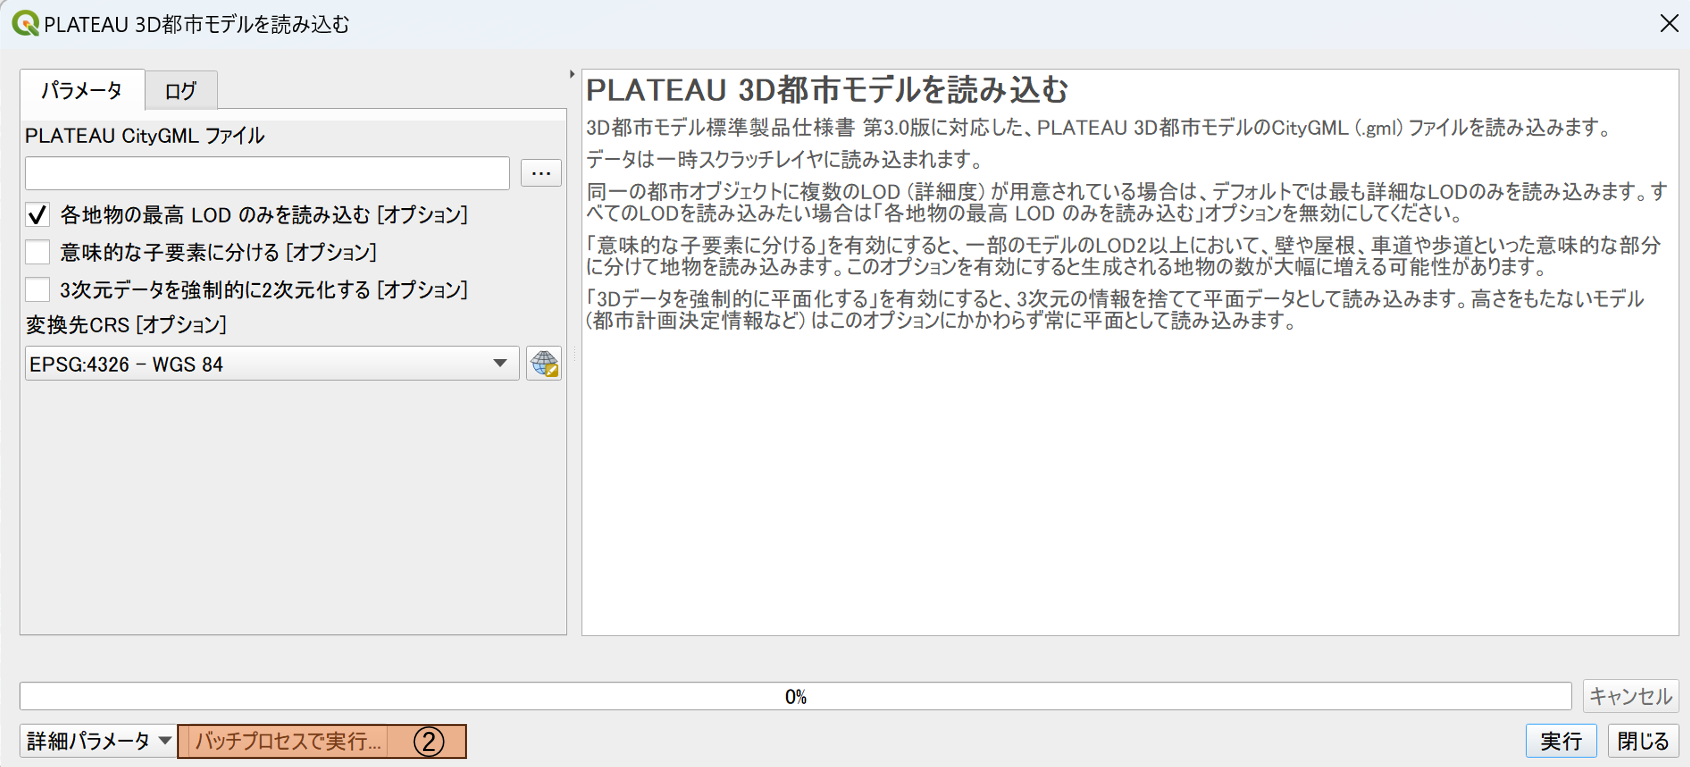 PLATEAU 3D都市モデルを読み込む
パラメータ
ログ
PLATEAU CityGML ファイル
...
各地物の最高 LOD のみを読み込む [オプション]
意味的な子要素に分ける [オプション]
3次元データを強制的に2次元化する [オプション]
変換先CRS [オプション]
EPSG:4326 - WGS 84
PLATEAU 3D都市モデルを読み込む
3D都市モデル標準製品仕様書 第3.0版に対応した、PLATEAU 3D都市モデルのCityGML (.gml) ファイルを読み込みます。
データは一時スクラッチレイヤに読み込まれます。
同一の都市オブジェクトに複数のLOD (詳細度) が用意されている場合は、デフォルトでは最も詳細なLODのみを読み込みます。す
べてのLODを読み込みたい場合は「各地物の最高 LOD のみを読み込む」オプションを無効にしてください。
「意味的な子要素に分ける」を有効にすると、一部のモデルのLOD2以上において、壁や屋根、車道や歩道といった意味的な部分
に分けて地物を読み込みます。このオプションを有効にすると生成される地物の数が大幅に増える可能性があります。
「3Dデータを強制的に平面化する」を有効にすると、3次元の情報を捨てて平面データとして読み込みます。高さをもたないモデル
(都市計画決定情報など) はこのオプションにかかわらず常に平面として読み込みます。
0%
キャンセル
詳細パラメータ
バッチプロセスで実行...
②
実行
閉じる